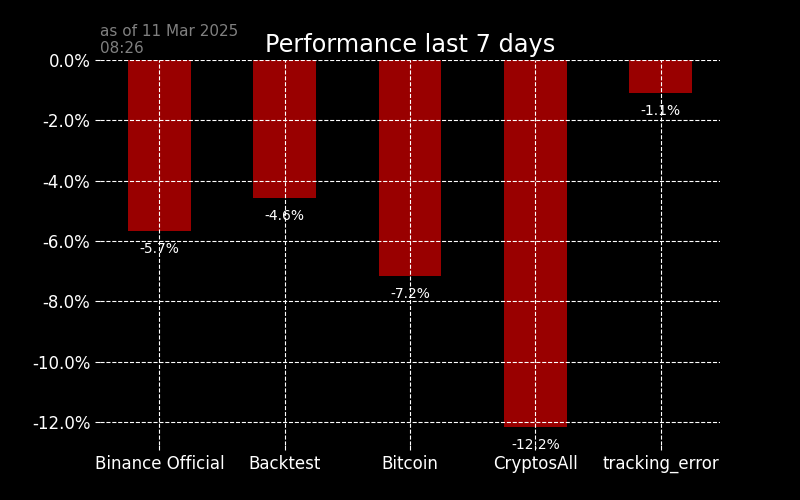 as of 11 Mar 2025
08:26
Performance last 7 days
0.0%
-2.0%
-4.0%
-6.0%
-8.0%
-10.0%
-12.0%
-5.7%
-4.6%
-7.2%
-12.2%
-1.1%
Binance Official
Backtest
Bitcoin
CryptosAll
tracking_error